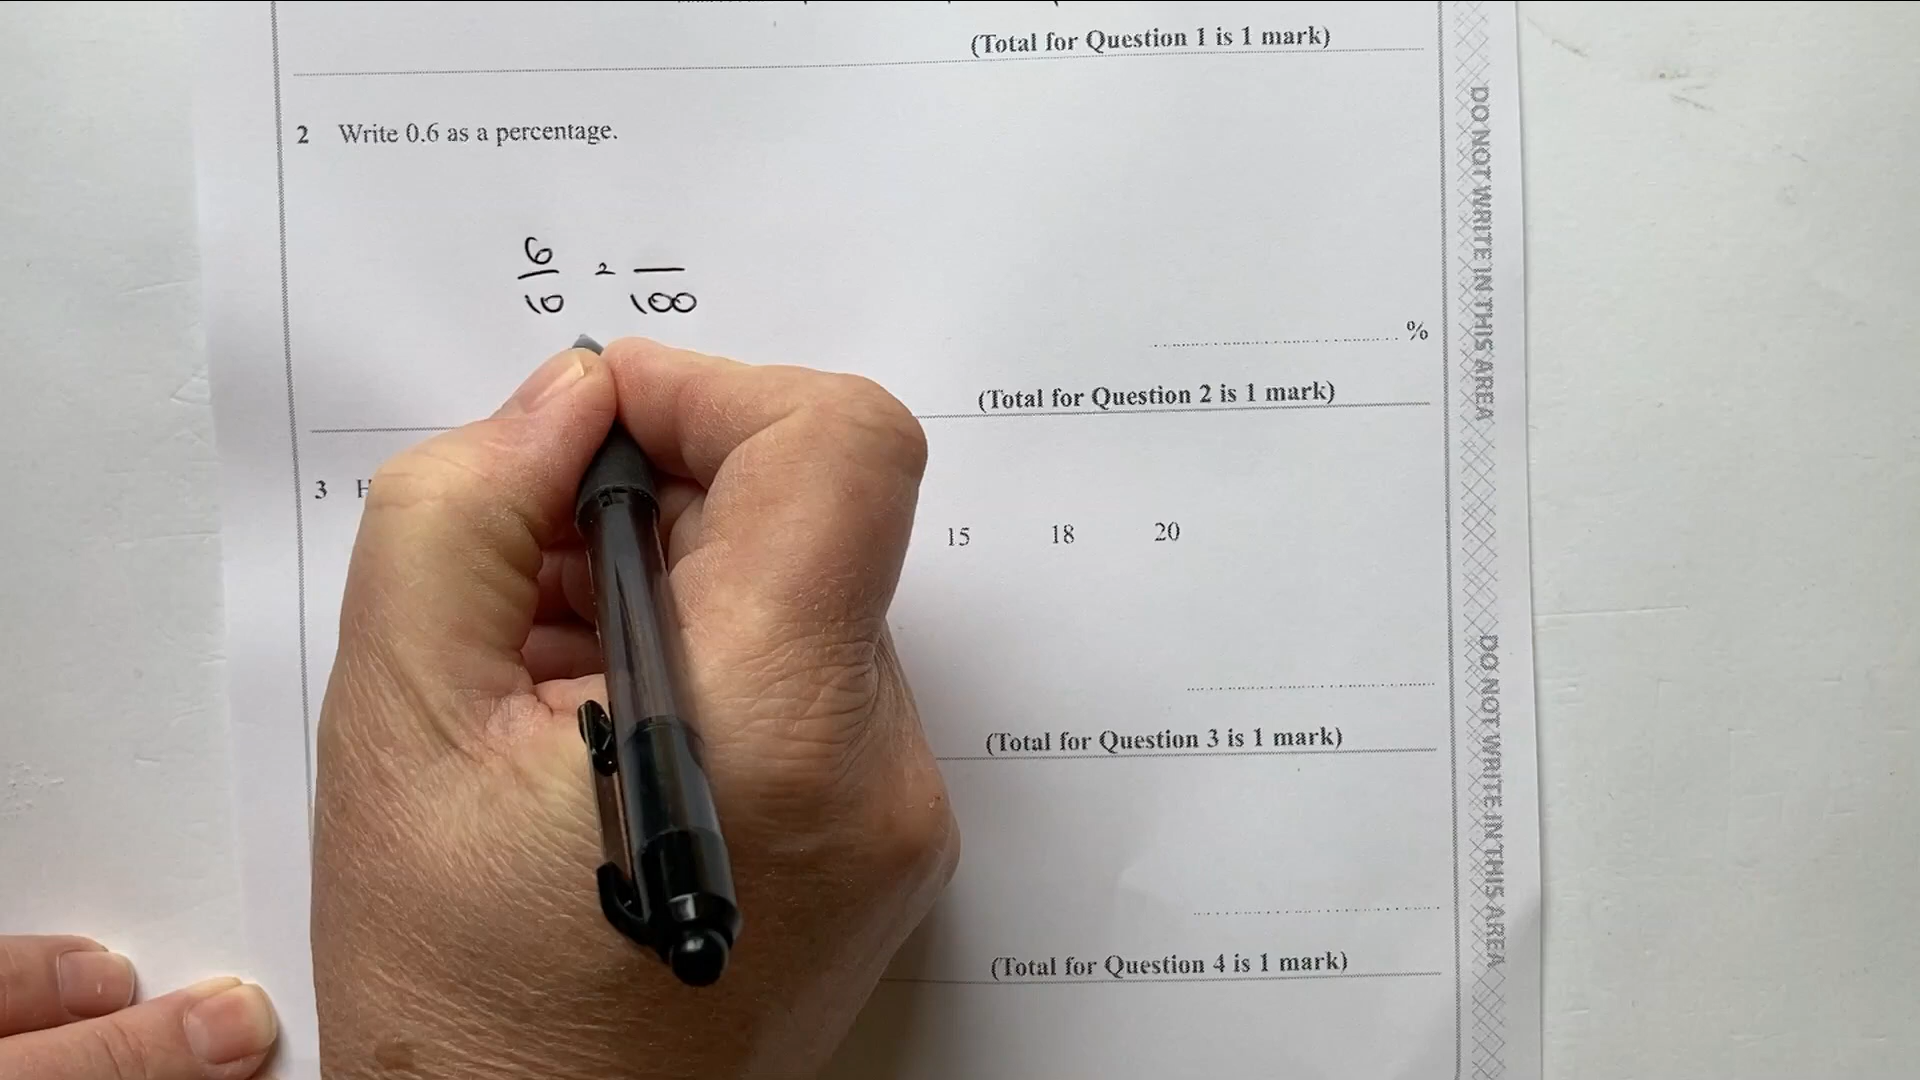 (Total for Question 1 is 1 mark)
2 Write 0.6 as a percentage.
6
10
=
100
%
(Total for Question 2 is 1 mark)
3
15 18 20
(Total for Question 3 is 1 mark)
(Total for Question 4 is 1 mark)
DO NOT WRITE IN THIS AREA
DO NOT WRITE IN THIS AREA